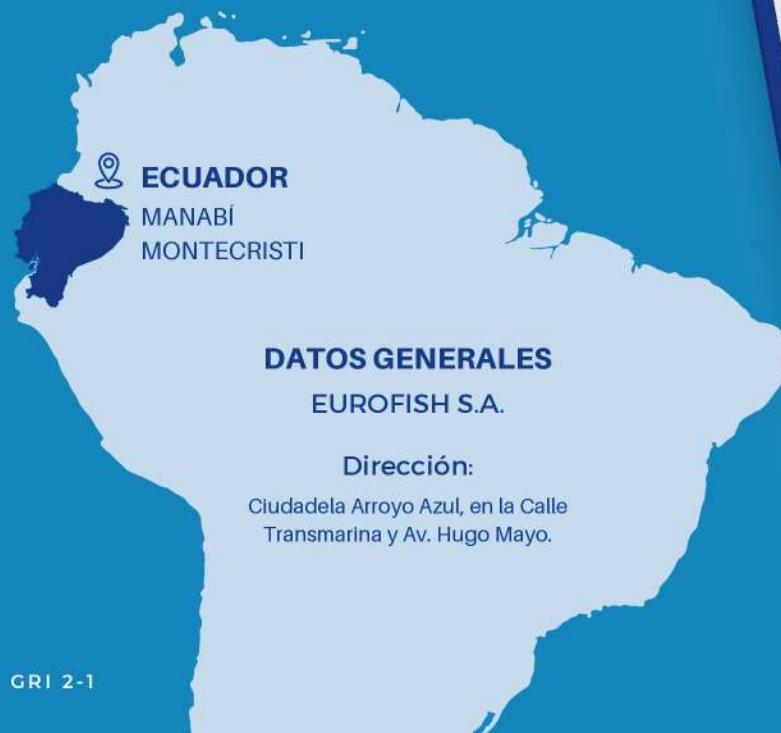 ECUADOR
MANABÍ
MONTECRISTI
DATOS GENERALES
EUROFISH S.A.
Dirección:
Ciudadela Arroyo Azul, en la Calle
Transmarina y Av. Hugo Mayo.
GRI 2-1